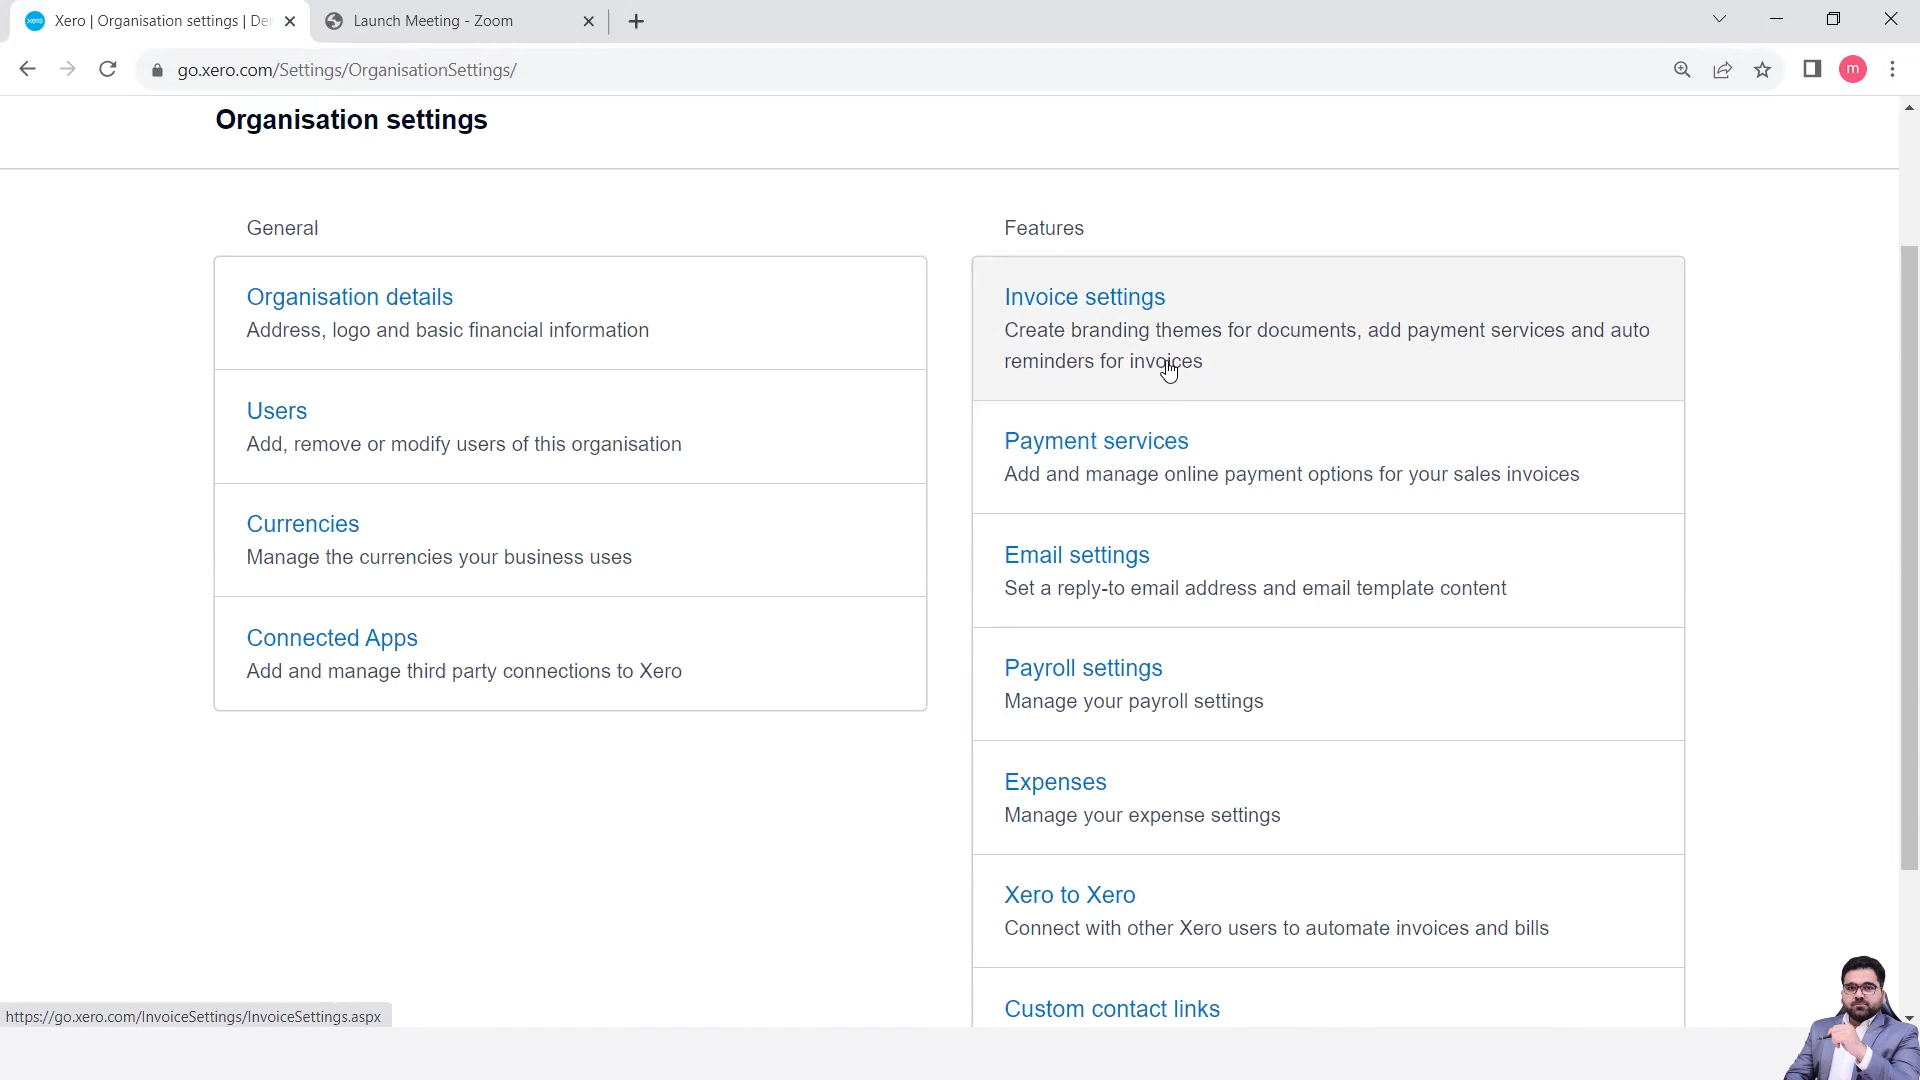 xero
Xero | Organisation settings | De
Launch Meeting - Zoom
go.xero.com/Settings/OrganisationSettings/
m
Organisation settings
General
Organisation details
Address, logo and basic financial information
Users
Add, remove or modify users of this organisation
Currencies
Manage the currencies your business uses
Connected Apps
Add and manage third party connections to Xero
Features
Invoice settings
Create branding themes for documents, add payment services and auto
reminders for invoices
Payment services
Add and manage online payment options for your sales invoices
Email settings
Set a reply-to email address and email template content
Payroll settings
Manage your payroll settings
Expenses
Manage your expense settings
Xero to Xero
Connect with other Xero users to automate invoices and bills
Custom contact links
https://go.xero.com/InvoiceSettings/InvoiceSettings.aspx